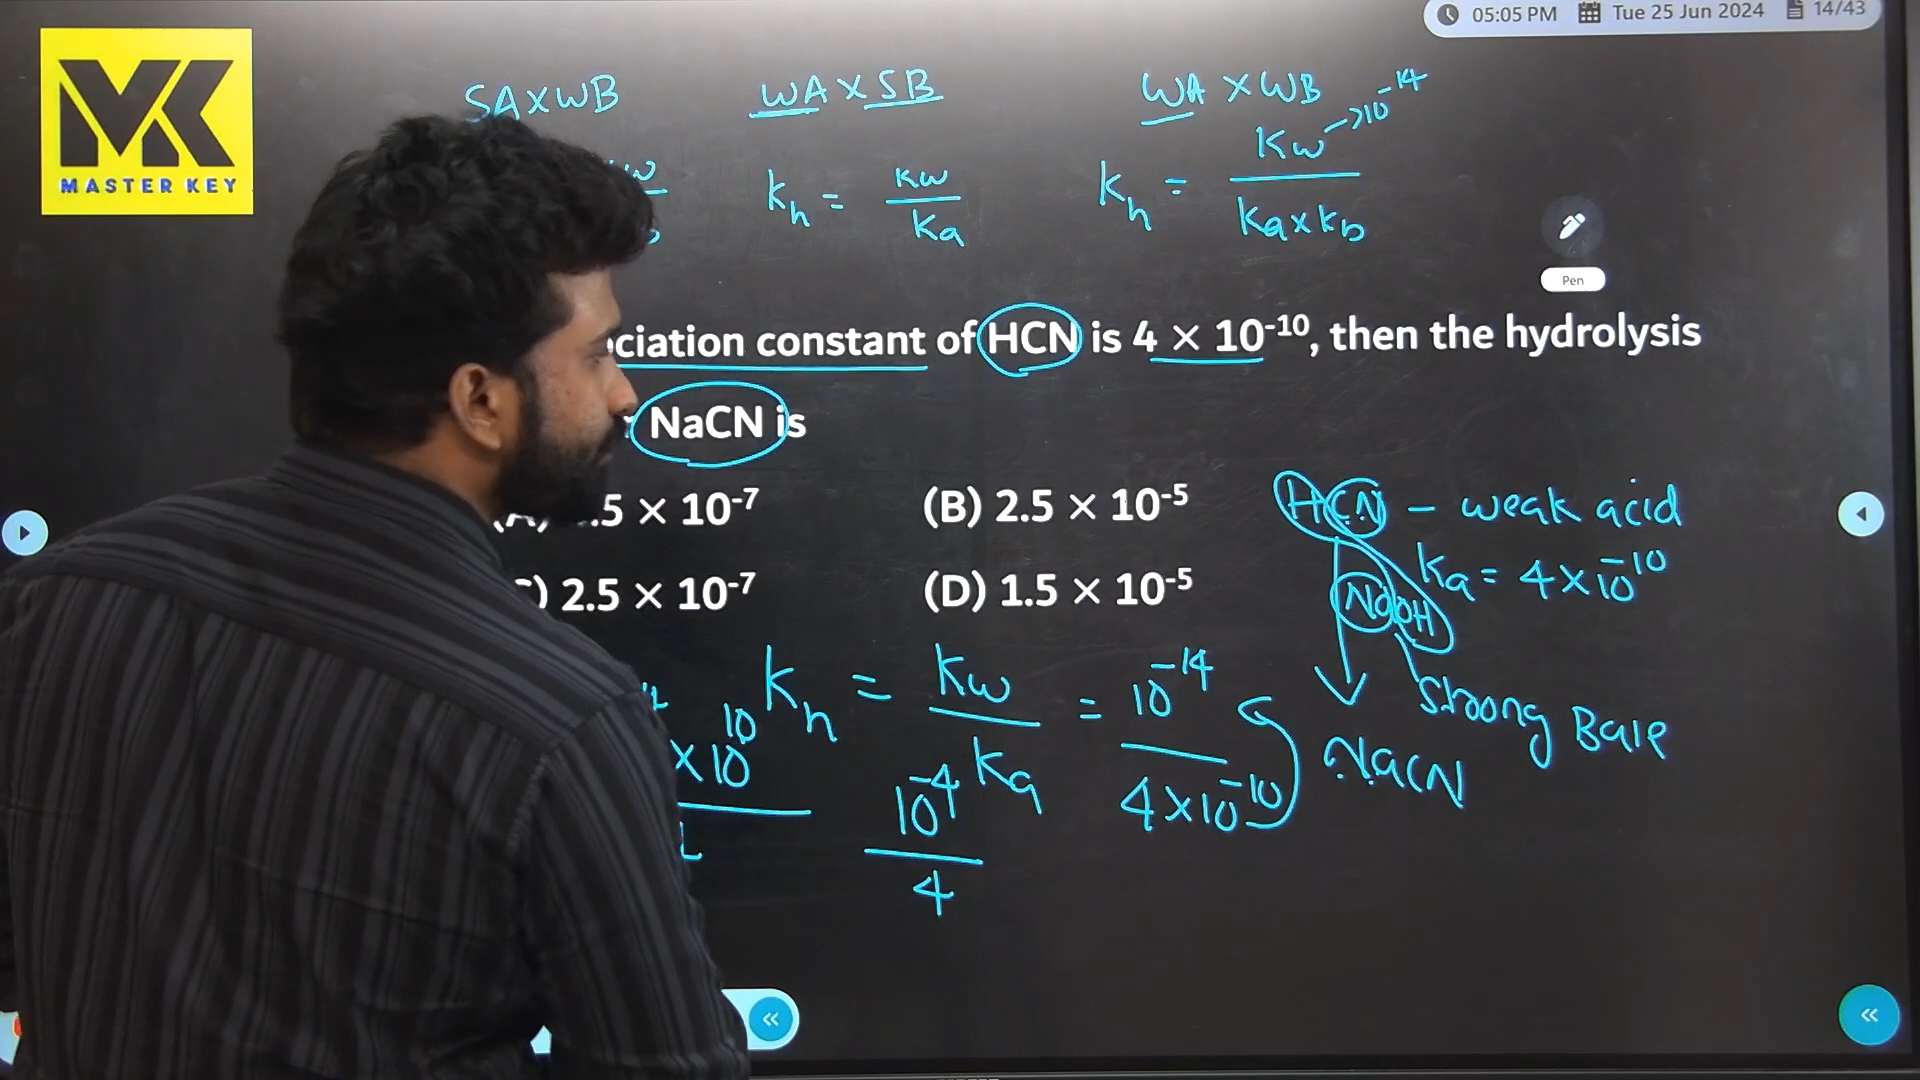 05:05 PM Tue 25 Jun 2024 14/43
MK
MASTER KEY
SA x WB
WA x SB
WA x WB
kh = Kw / Ka
kh = Kw → 10⁻¹⁴ / Ka x Kb
Pen
constant of HCN is 4 × 10⁻¹⁰, then the hydrolysis
NaCN is
.5 × 10⁻⁷
(B) 2.5 × 10⁻⁵
2.5 × 10⁻⁷
(D) 1.5 × 10⁻⁵
HCN – weak acid
Ka = 4 x 10⁻¹⁰
NaOH
Strong Base
NaCN
Kh = Kw / Ka = 10⁻¹⁴ / 4 x 10⁻¹⁰
10⁻⁴ / 4